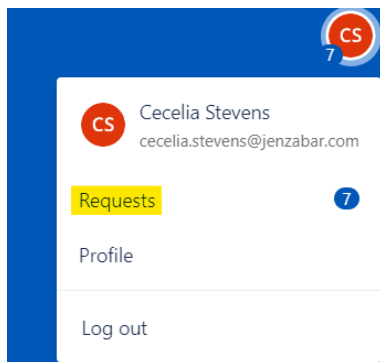 CS
7
CS
Cecelia Stevens
cecelia.stevens@jenzabar.com
Requests
7
Profile
Log out